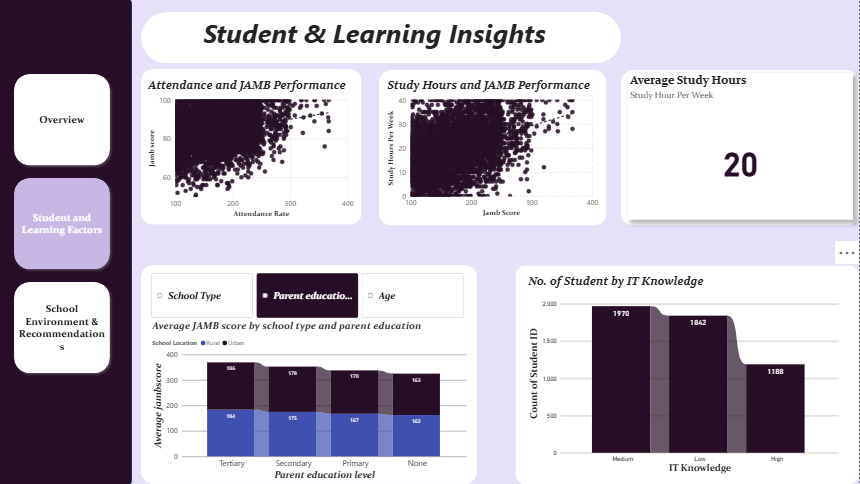 Student & Learning Insights
Overview
Student and
Learning Factors
School
Environment &
Recommendation
s
Attendance and JAMB Performance
Jamb score
100
80
60
100
200
300
400
Attendance Rate
Study Hours and JAMB Performance
Study Hours Per Week
40
30
20
10
0
100
200
300
400
Jamb Score
Average Study Hours
Study Hour Per Week
20
School Type
Parent educatio...
Age
Average JAMB score by school type and parent education
School Location Rural Urban
Average jambscore
400
300
200
100
0
186
178
170
163
184
175
167
162
Tertiary
Secondary
Primary
None
Parent education level
No. of Student by IT Knowledge
Count of Student ID
2,000
1,500
1,000
500
0
1970
1842
1188
Medium
Low
High
IT Knowledge